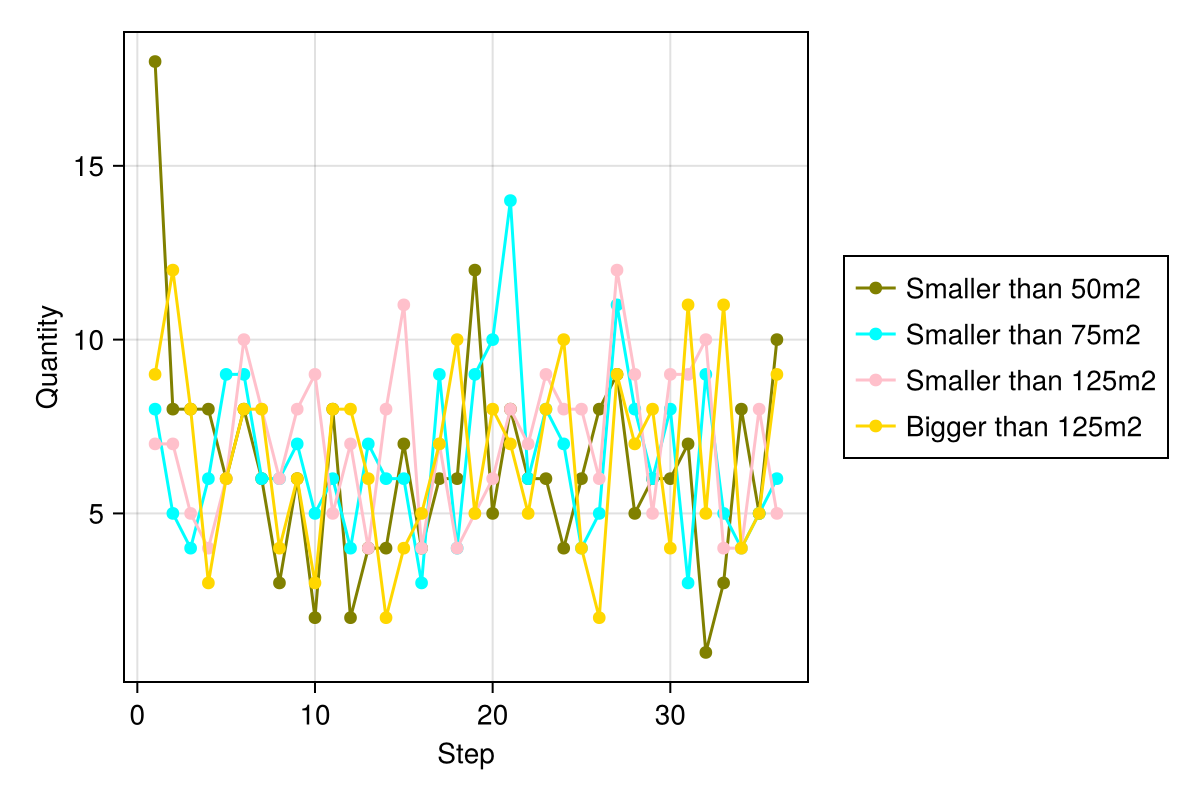 15
10
5
Quantity
0 10 20 30
Step
Smaller than 50m2
Smaller than 75m2
Smaller than 125m2
Bigger than 125m2